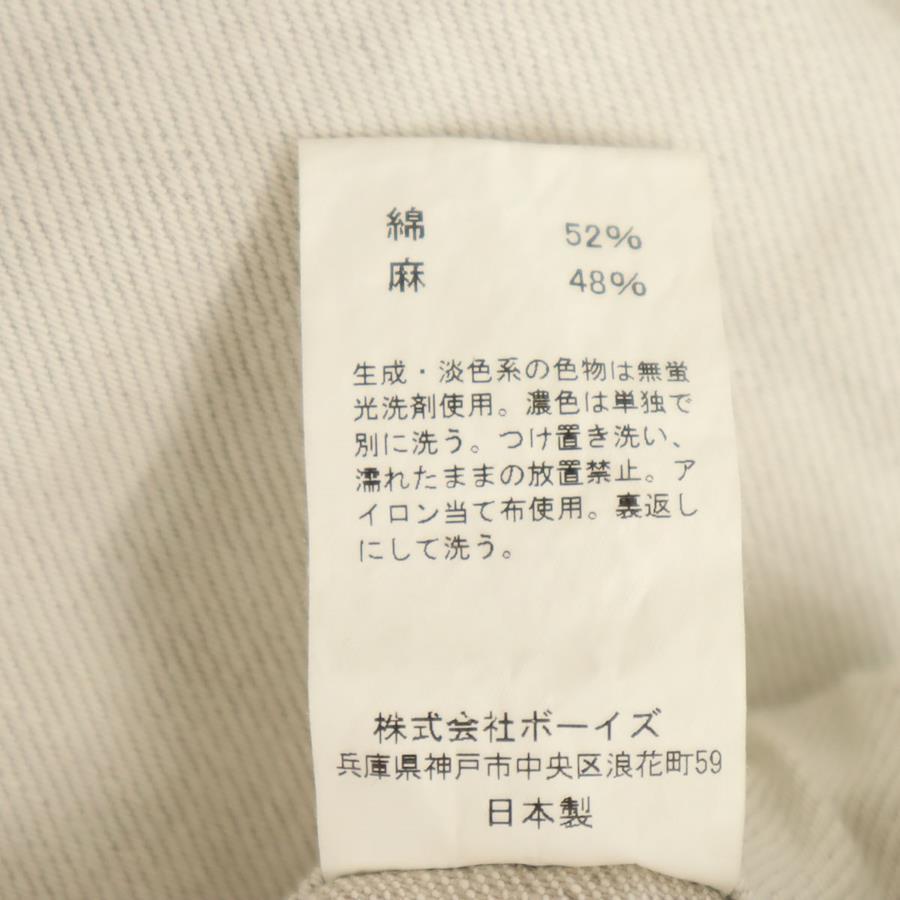 綿 52%
麻 48%
生成・淡色系の色物は無蛍
光洗剤使用。濃色は単独で
別に洗う。つけ置き洗い、
濡れたままの放置禁止。ア
イロン当て布使用。裏返し
にして洗う。
株式会社ボーイズ
兵庫県神戸市中央区浪花町59
日本製